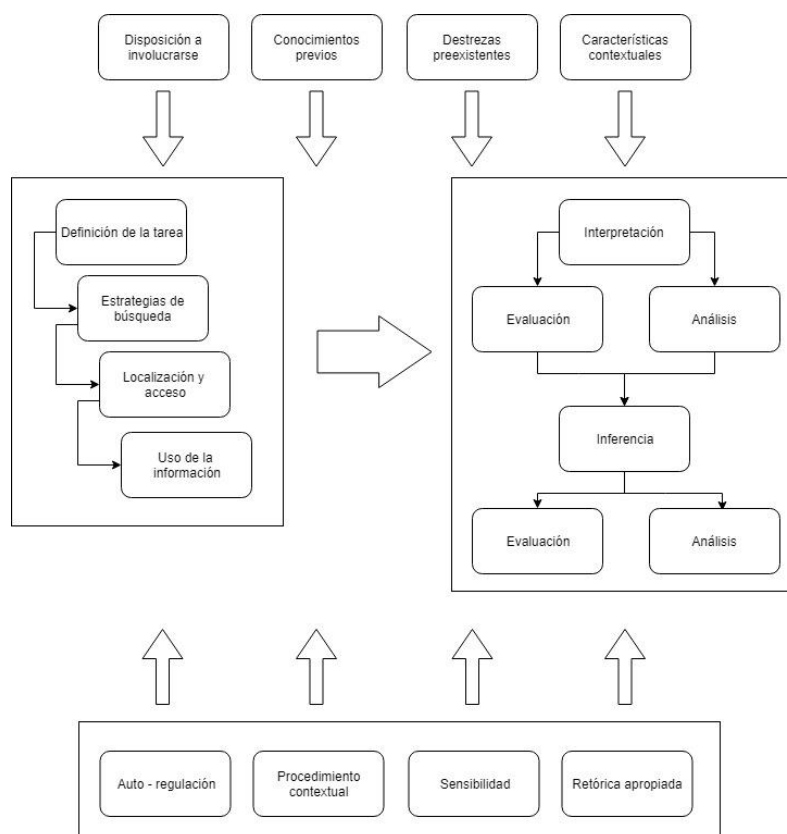 Disposición a
involucrarse
Conocimientos
previos
Destrezas
preexistentes
Características
contextuales
Definición de la tarea
Estrategias de
búsqueda
Localización y
acceso
Uso de la
información
Interpretación
Evaluación
Análisis
Inferencia
Evaluación
Análisis
Auto - regulación
Procedimiento
contextual
Sensibilidad
Retórica apropiada